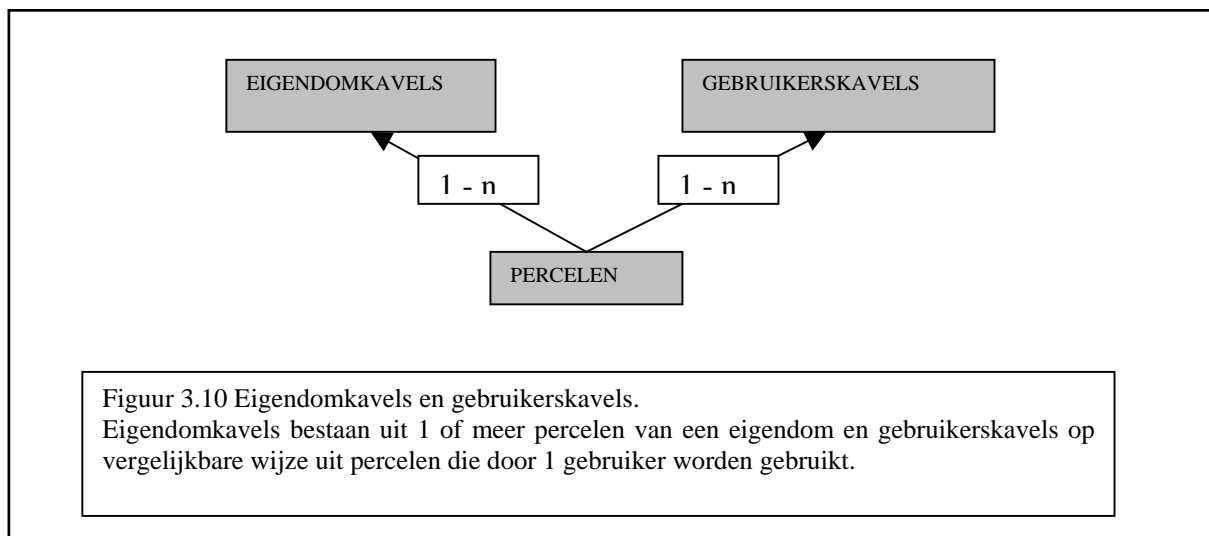 EIGENDOMKAVELS GEBRUIKERSKAVELS
1 - n 1 - n
PERCELEN
Figuur 3.10 Eigendomkavels en gebruikerskavels.
Eigendomkavels bestaan uit 1 of meer percelen van een eigendom en gebruikerskavels op
vergelijkbare wijze uit percelen die door 1 gebruiker worden gebruikt.